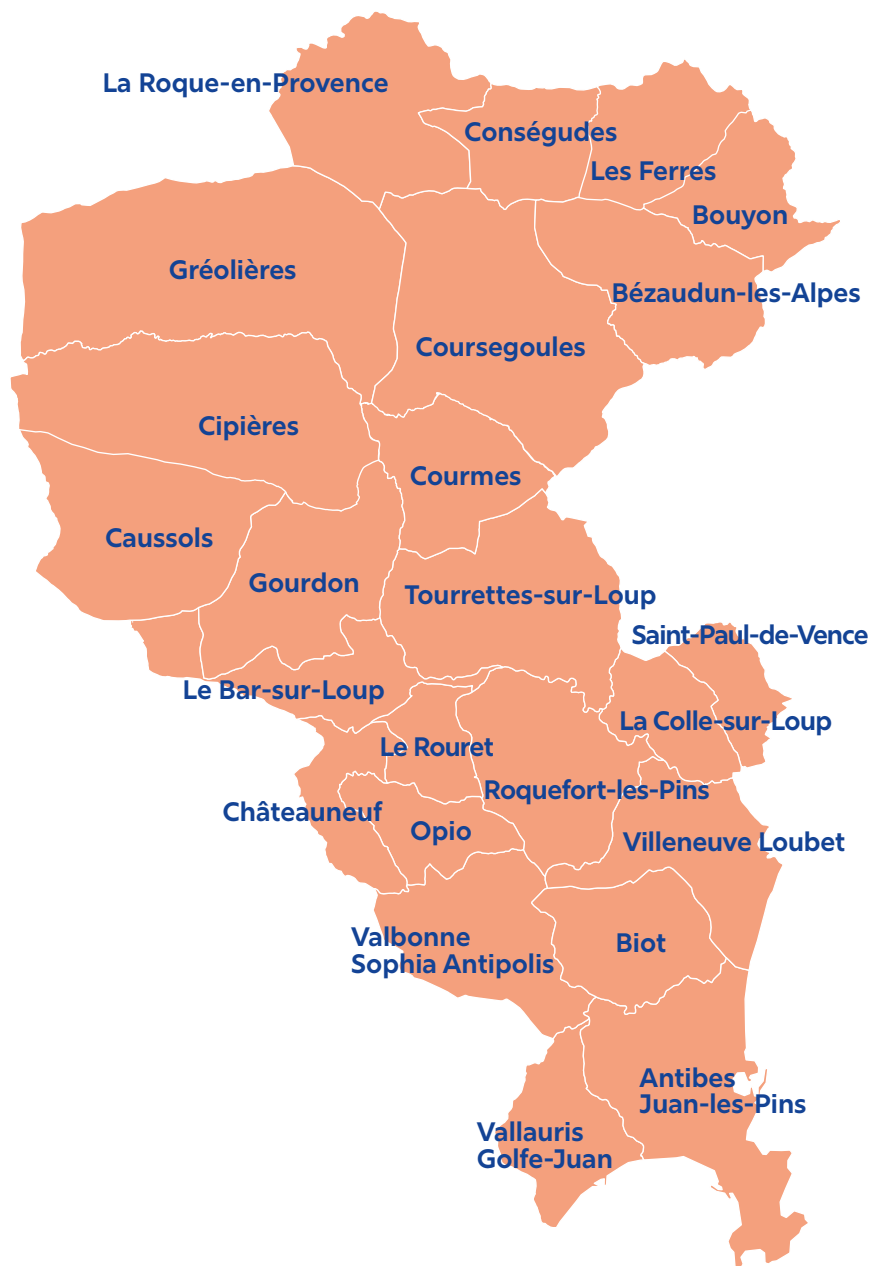 La Roque-en-Provence
Conségudes
Les Ferres
Bouyon
Gréolières
Bézaudun-les-Alpes
Coursegoules
Cipières
Courmes
Caussols
Gourdon
Tourrettes-sur-Loup
Saint-Paul-de-Vence
Le Bar-sur-Loup
La Colle-sur-Loup
Le Rouret
Roquefort-les-Pins
Châteauneuf
Opio
Villeneuve Loubet
Valbonne
Sophia Antipolis
Biot
Antibes
Juan-les-Pins
Vallauris
Golfe-Juan